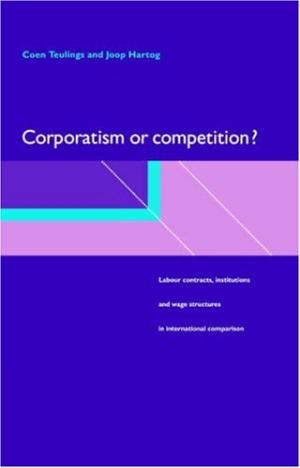 Coen Teulings and Joop Hartog
Corporatism or competition?
Labour contracts, institutions
and wage structures
in international comparison